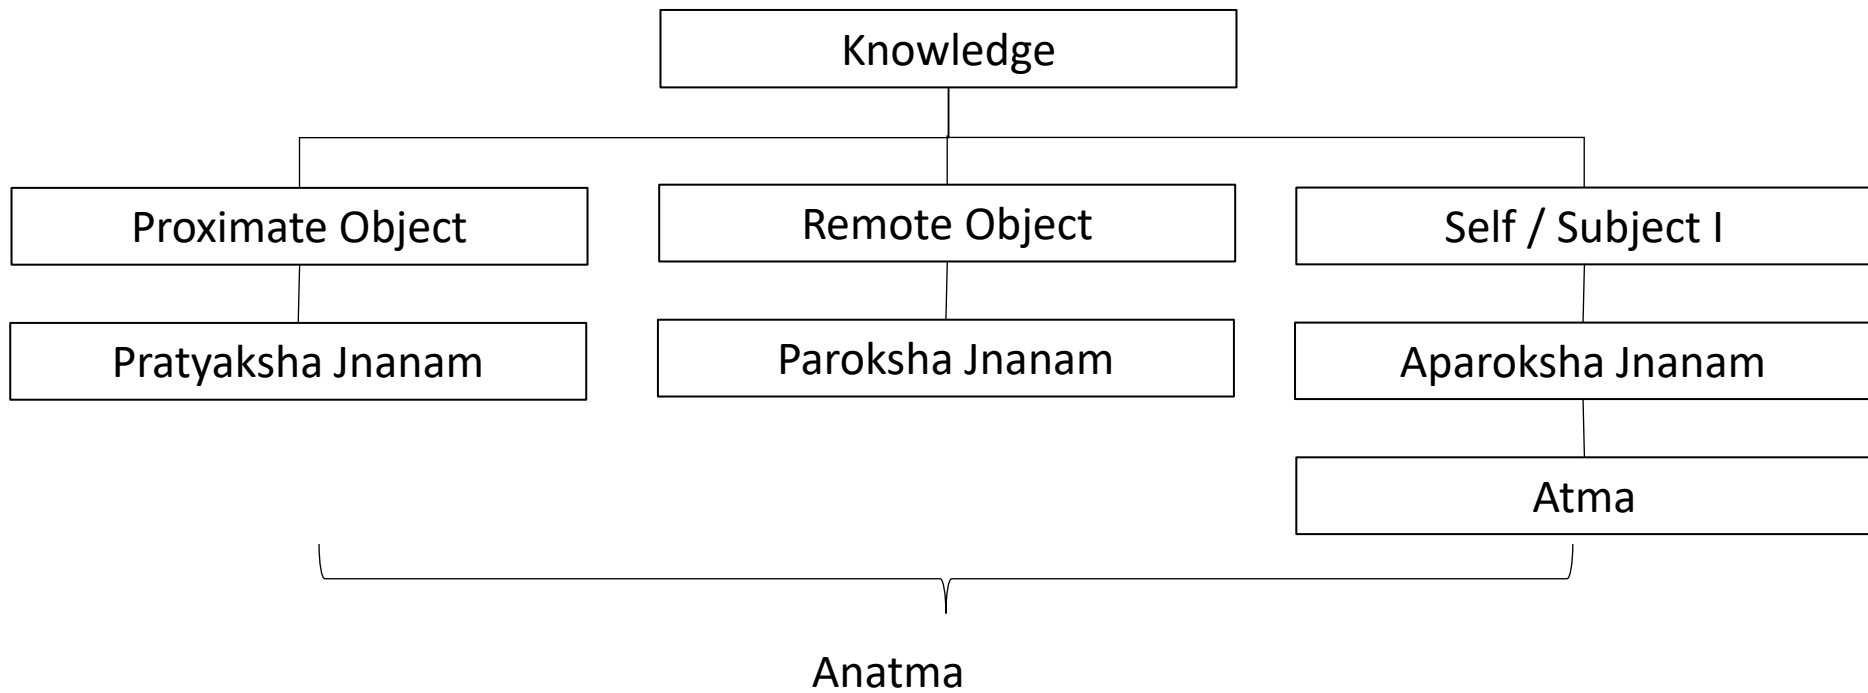 Knowledge
Proximate Object
Remote Object
Self / Subject I
Pratyaksha Jnanam
Paroksha Jnanam
Aparoksha Jnanam
Atma
Anatma